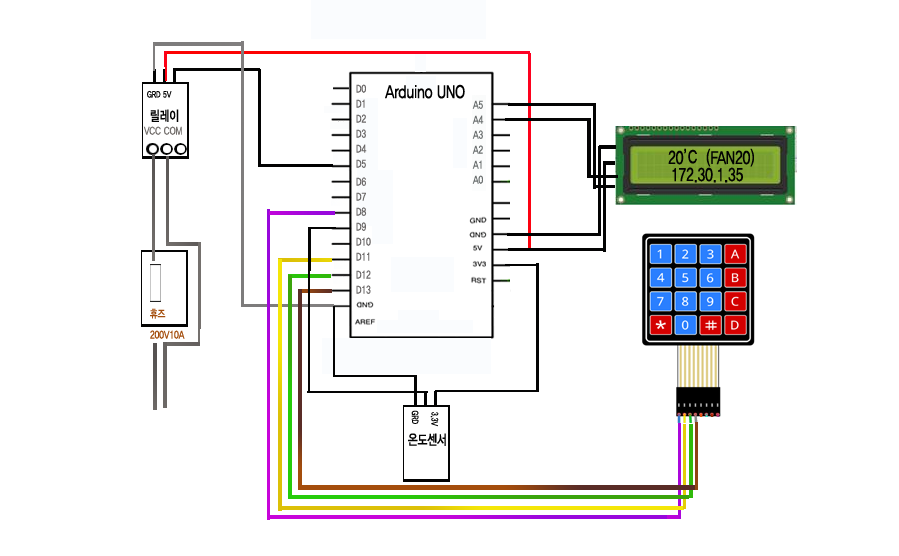 GRD 5V
릴레이
VCC COM
휴즈
200V10A
Arduino UNO
D0
D1
D2
D3
D4
D5
D6
D7
D8
D9
D10
D11
D12
D13
GND
AREF
A5
A4
A3
A2
A1
A0
GND
GND
5V
3V3
RST
GRD 3.3V
온도센서
20'C (FAN20)
172.30.1.35
1 2 3 A
4 5 6 B
7 8 9 C
* 0 # D